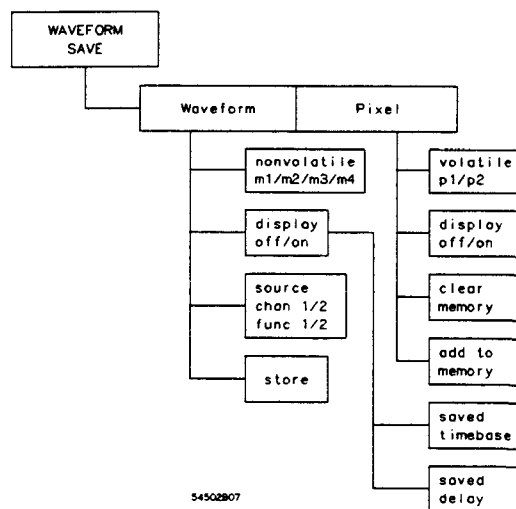 WAVEFORM
SAVE
Waveform
Pixel
nonvolatile
m1/m2/m3/m4
display
off/on
source
chan 1/2
func 1/2
store
volatile
p1/p2
display
off/on
clear
memory
add to
memory
saved
timebase
saved
delay
54502B07